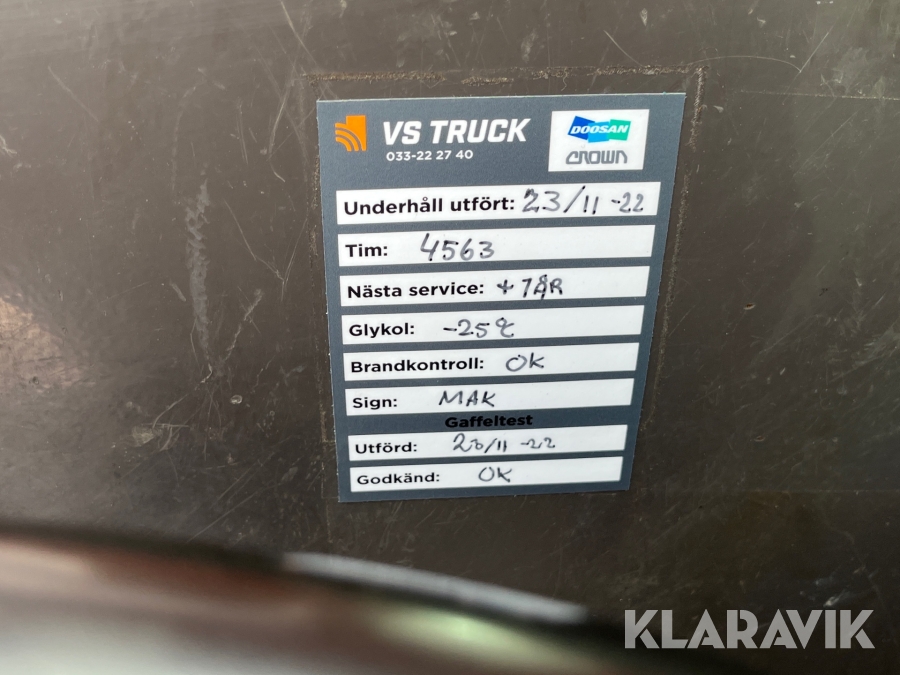 VS TRUCK
033-22 27 40
DOOSAN
CROWN
Underhåll utfört: 23/11 -22
Tim: 4563
Nästa service: +1ÅR
Glykol: -25°C
Brandkontroll: OK
Sign: MAK
Gaffeltest
Utförd: 23/11 -22
Godkänd: OK
KLARAVIK